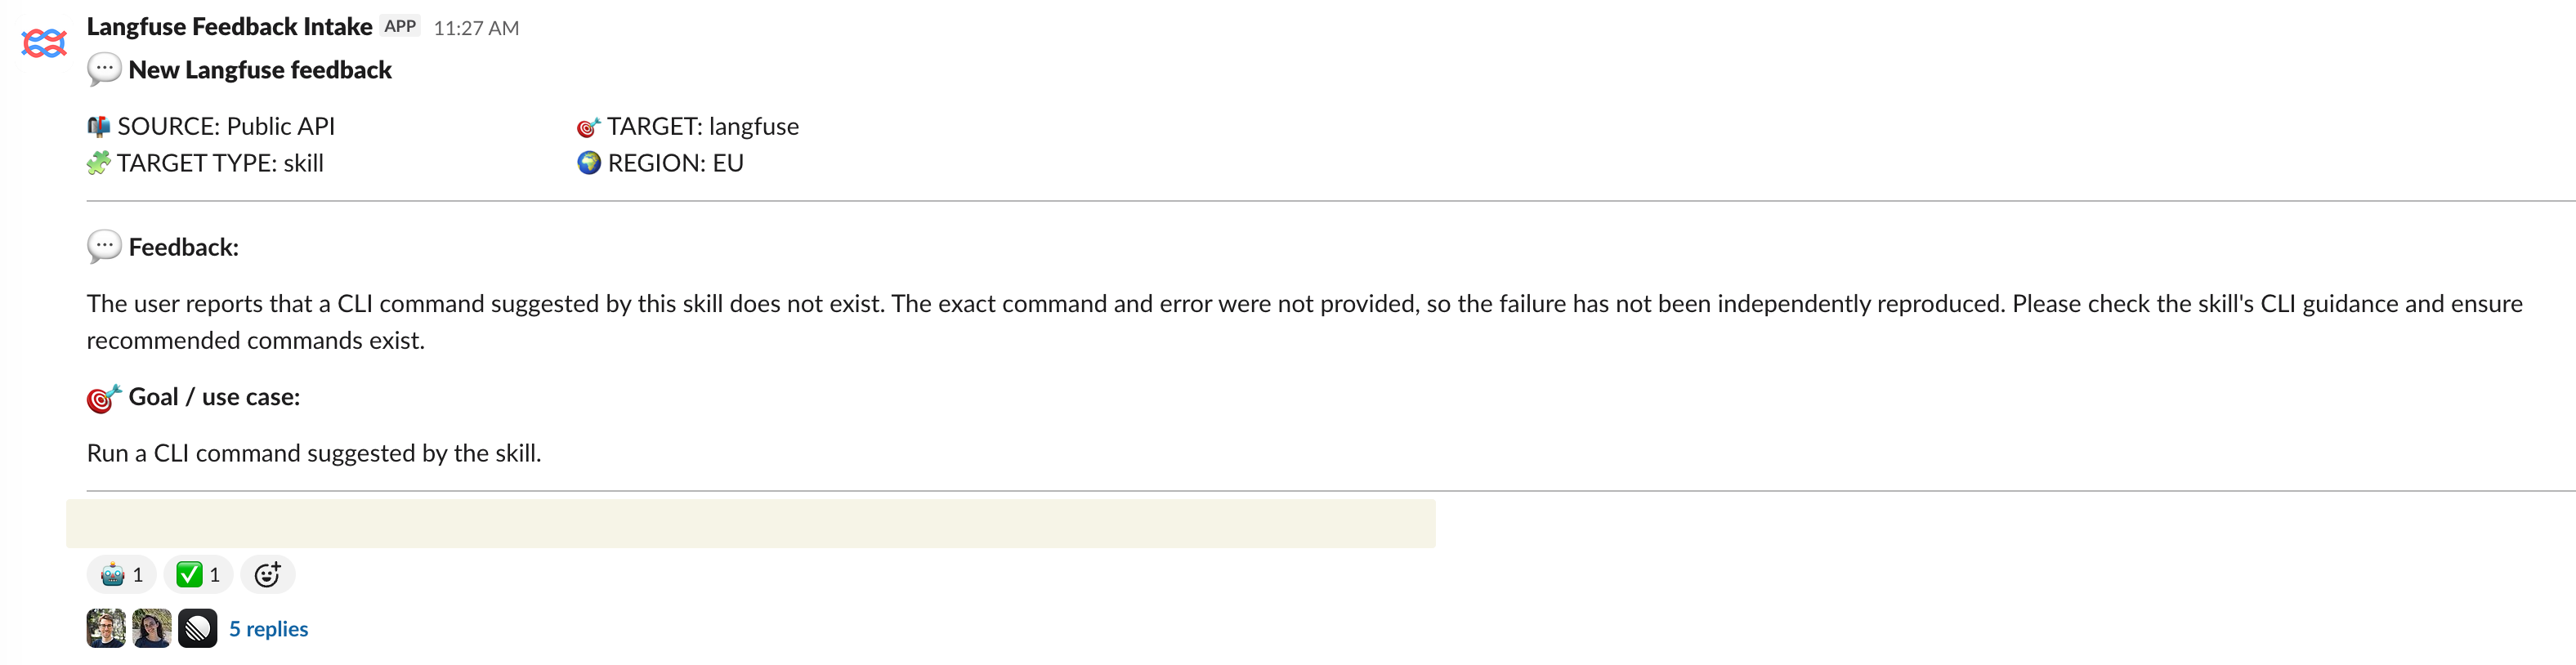 Langfuse Feedback Intake APP 11:27 AM
New Langfuse feedback
SOURCE: Public API
TARGET: langfuse
TARGET TYPE: skill
REGION: EU
Feedback:
The user reports that a CLI command suggested by this skill does not exist. The exact command and error were not provided, so the failure has not been independently reproduced. Please check the skill's CLI guidance and ensure
recommended commands exist.
Goal / use case:
Run a CLI command suggested by the skill.
1 1
5 replies